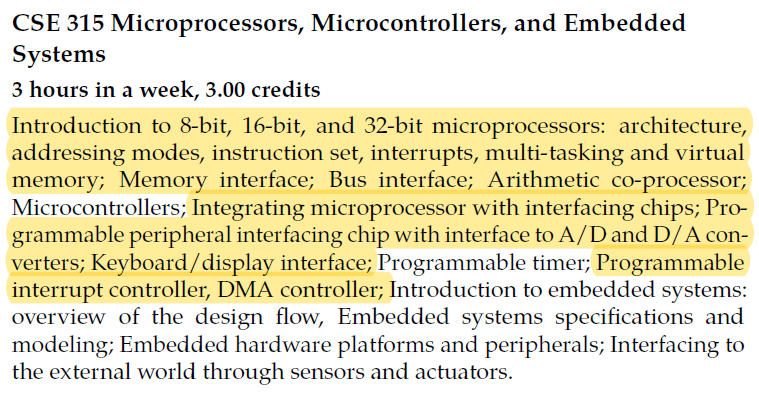 CSE 315 Microprocessors, Microcontrollers, and Embedded
Systems
3 hours in a week, 3.00 credits
Introduction to 8-bit, 16-bit, and 32-bit microprocessors: architecture,
addressing modes, instruction set, interrupts, multi-tasking and virtual
memory; Memory interface; Bus interface; Arithmetic co-processor;
Microcontrollers; Integrating microprocessor with interfacing chips; Pro-
grammable peripheral interfacing chip with interface to A/D and D/A con-
verters; Keyboard/display interface; Programmable timer; Programmable
interrupt controller, DMA controller; Introduction to embedded systems:
overview of the design flow, Embedded systems specifications and
modeling; Embedded hardware platforms and peripherals; Interfacing to
the external world through sensors and actuators.